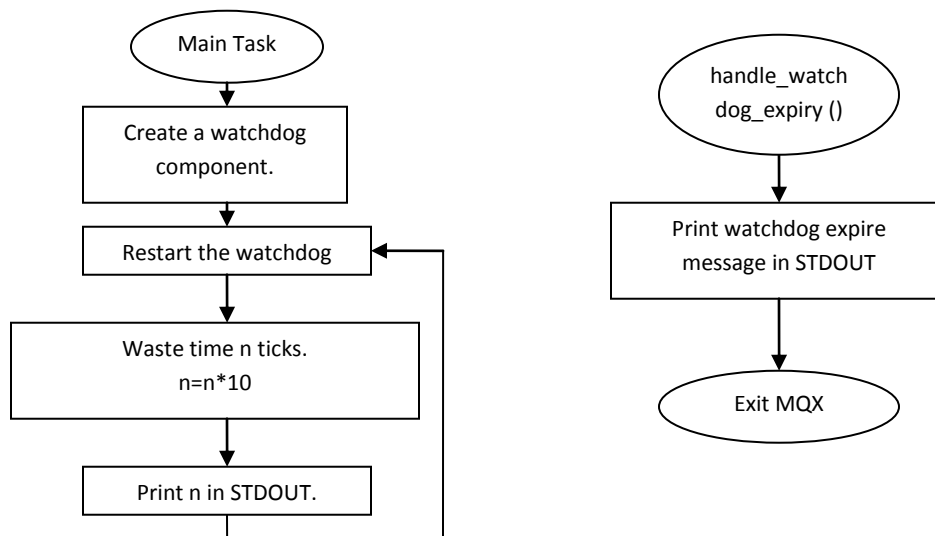 Main Task
Create a watchdog
component.
Restart the watchdog
Waste time n ticks.
n=n*10
Print n in STDOUT.
handle_watch
dog_expiry ()
Print watchdog expire
message in STDOUT
Exit MQX